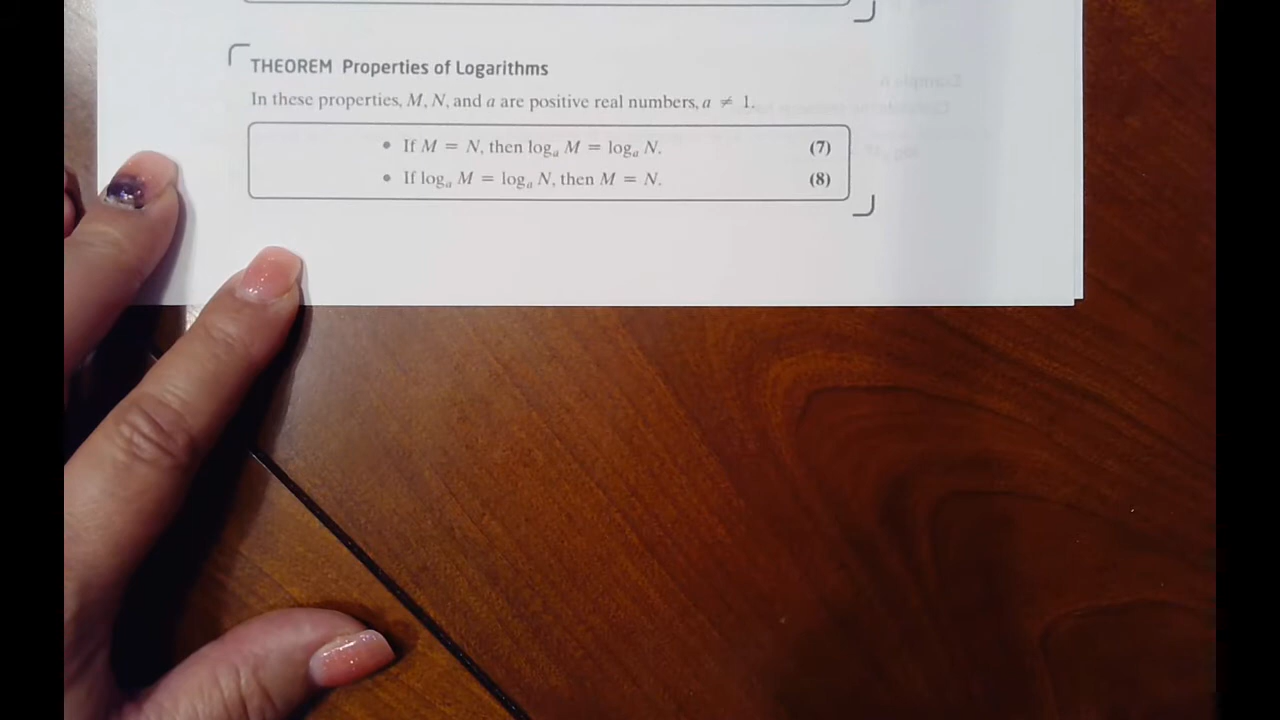 THEOREM Properties of Logarithms
In these properties, M, N, and a are positive real numbers, a ≠ 1.
• If M = N, then logₐ M = logₐ N. (7)
• If logₐ M = logₐ N, then M = N. (8)